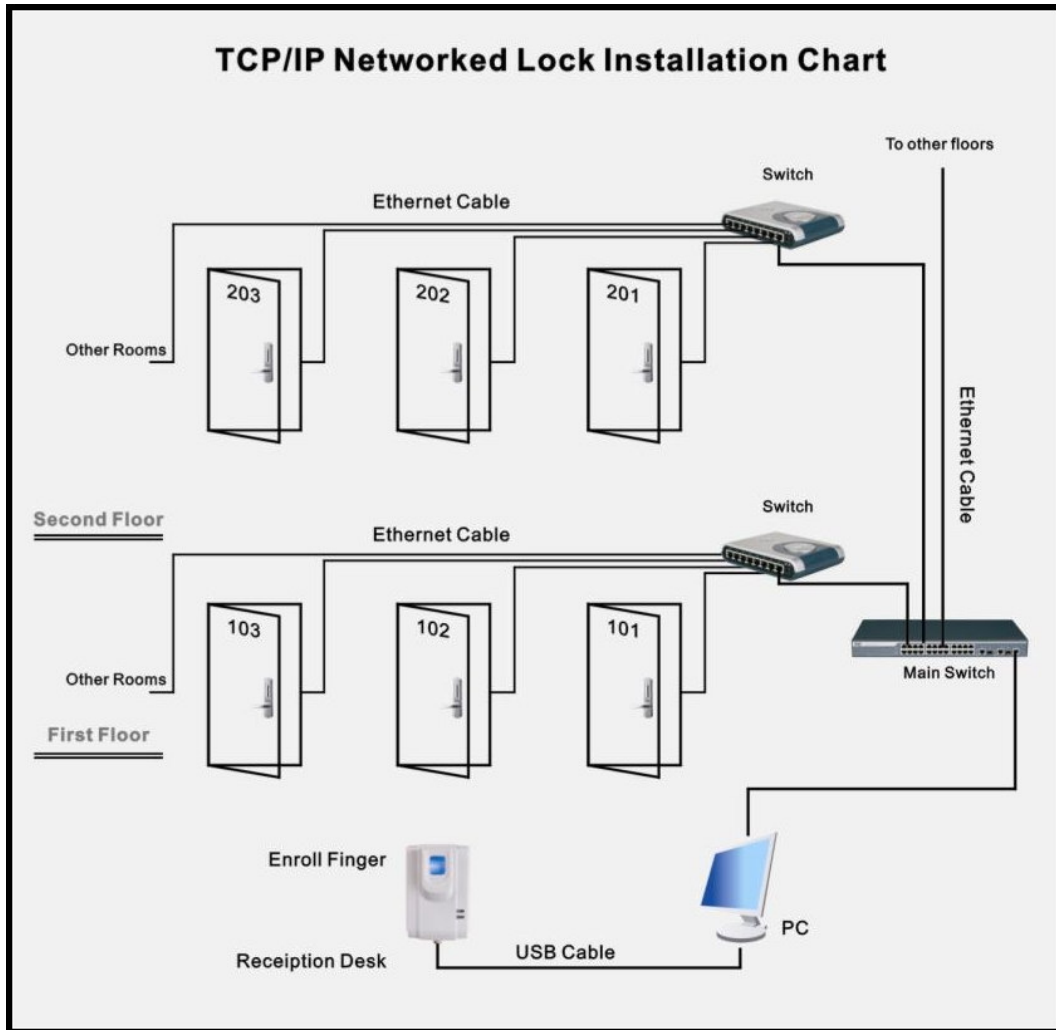 TCP/IP Networked Lock Installation Chart
To other floors
Switch
Ethernet Cable
203
202
201
Other Rooms
Ethernet Cable
Second Floor
Switch
Ethernet Cable
103
102
101
Main Switch
Other Rooms
First Floor
Enroll Finger
PC
Receiption Desk
USB Cable